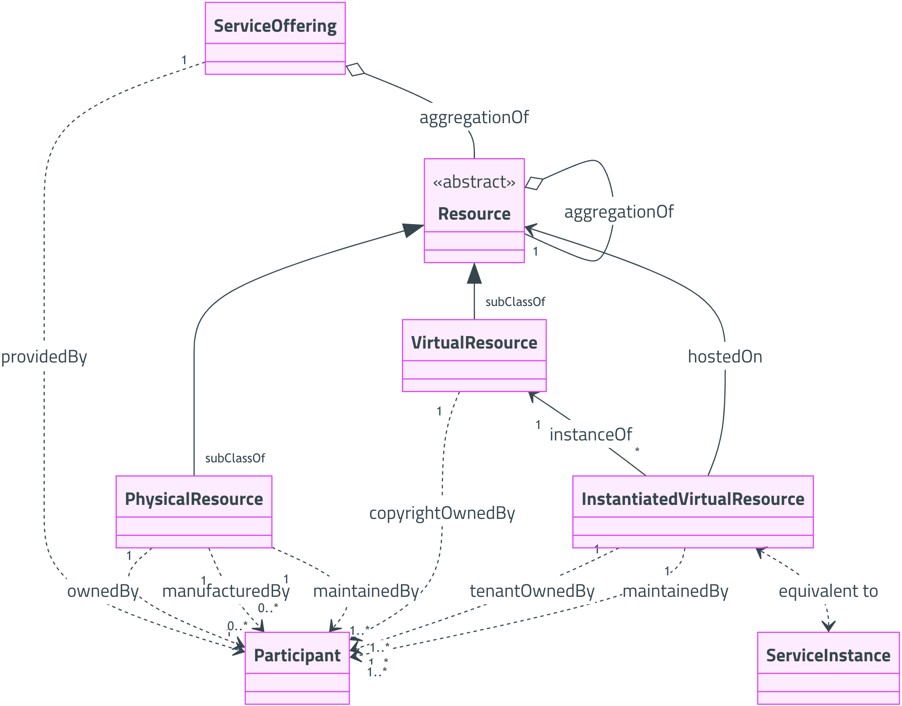 ServiceOffering
1
aggregationOf
«abstract»
Resource
aggregationOf
1
subClassOf
VirtualResource
providedBy
hostedOn
1
1
instanceOf
*
subClassOf
PhysicalResource
InstantiatedVirtualResource
copyrightOwnedBy
1
1
1
1
1
ownedBy
manufacturedBy
maintainedBy
tenantOwnedBy
maintainedBy
equivalent to
0..*
0..*
1..*
1..*
1..*
1
1..*
Participant
ServiceInstance